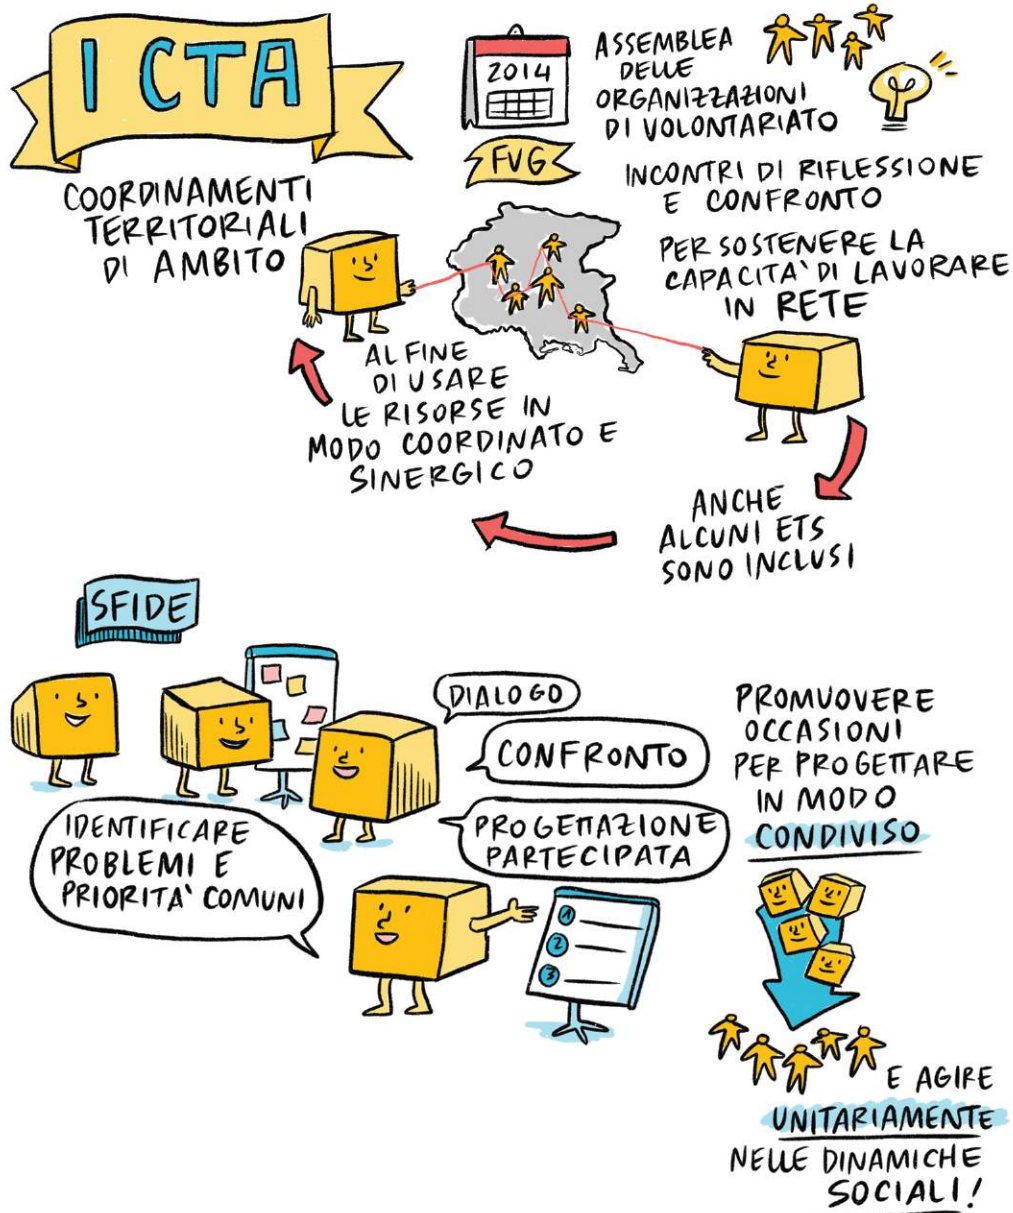 I CTA
COORDINAMENTI
TERRITORIALI
DI AMBITO
2014
FVG
ASSEMBLEA
DELLE
ORGANIZZAZIONI
DI VOLONTARIATO
INCONTRI DI RIFLESSIONE
E CONFRONTO
PER SOSTENERE LA
CAPACITA' DI LAVORARE
IN RETE
ANCHE
ALCUNI ETS
SONO INCLUSI
AL FINE
DI USARE
LE RISORSE IN
MODO COORDINATO E
SINERGICO
SFIDE
DIALOGO
CONFRONTO
PROGETTAZIONE
PARTECIPATA
IDENTIFICARE
PROBLEMI E
PRIORITA' COMUNI
1
2
3
PROMUOVERE
OCCASIONI
PER PROGETTARE
IN MODO
CONDIVISO
E AGIRE
UNITARIAMENTE
NELLE DINAMICHE
SOCIALI!